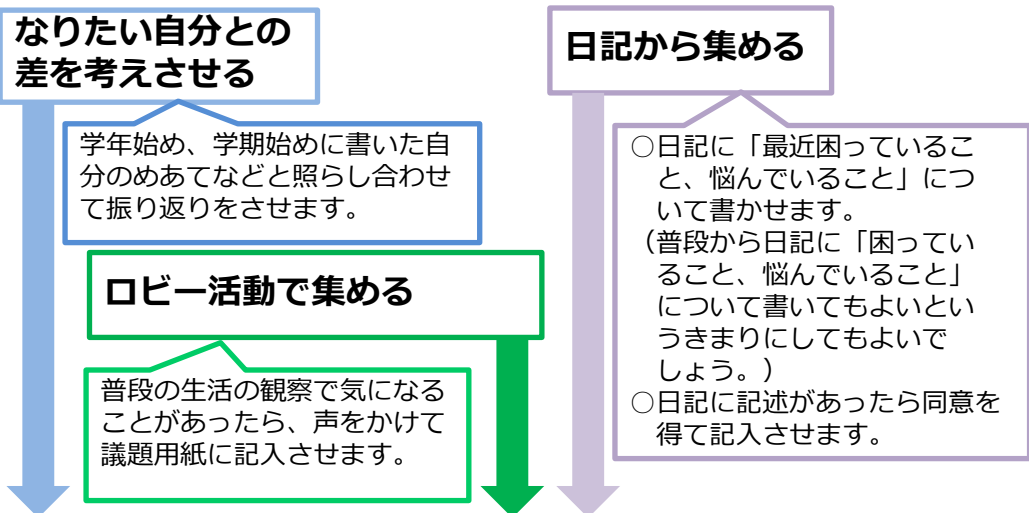 なりたい自分との
差を考えさせる
学年始め、学期始めに書いた自
分のめあてなどと照らし合わせ
て振り返りをさせます。
ロビー活動で集める
普段の生活の観察で気になる
ことがあったら、声をかけて
議題用紙に記入させます。
日記から集める
○日記に「最近困っているこ
と、悩んでいること」につ
いて書かせます。
（普段から日記に「困ってい
ること、悩んでいること」
について書いてもよいとい
うきまりにしてもよいで
しょう。）
○日記に記述があったら同意を
得て記入させます。